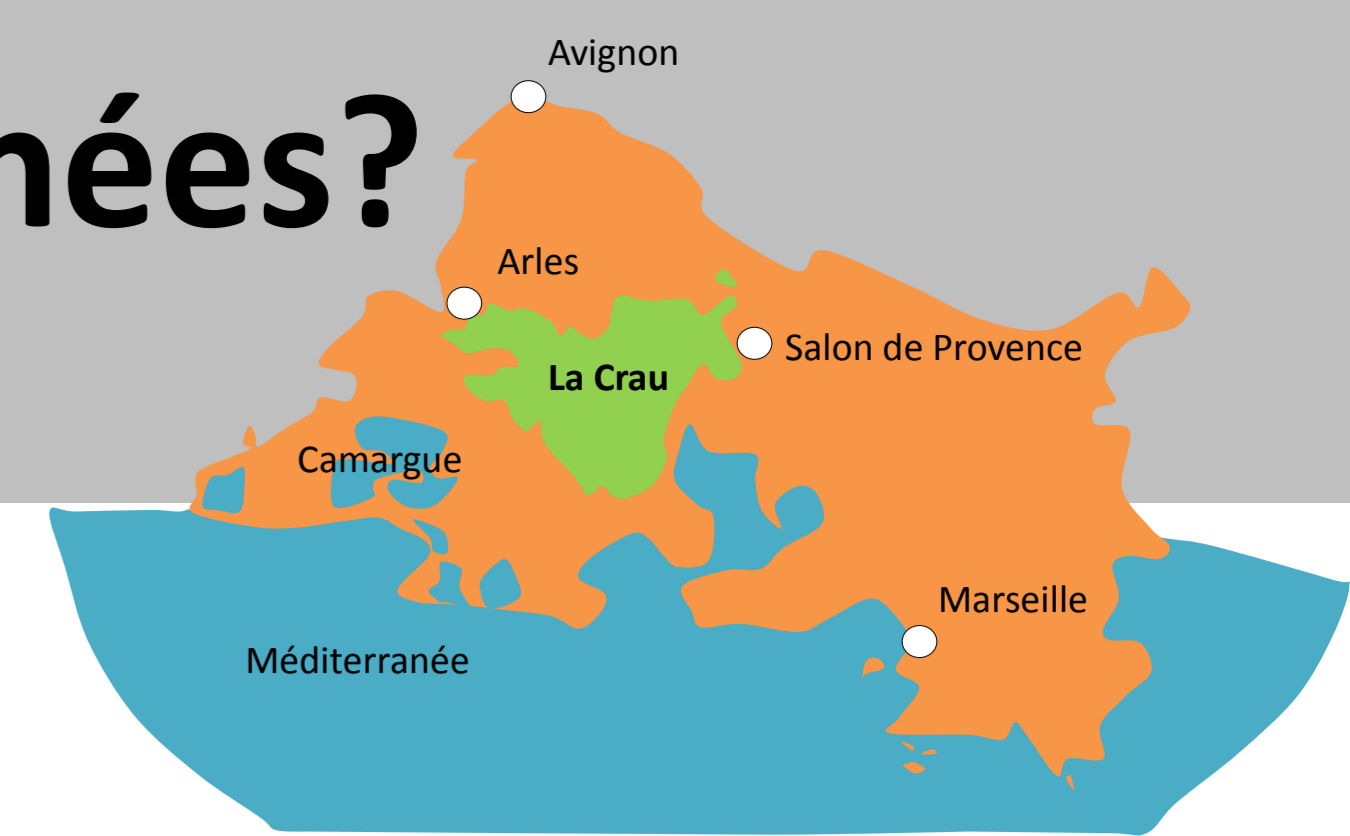 Avignon
nées?
Arles
Salon de Provence
La Crau
Camargue
Marseille
Méditerranée